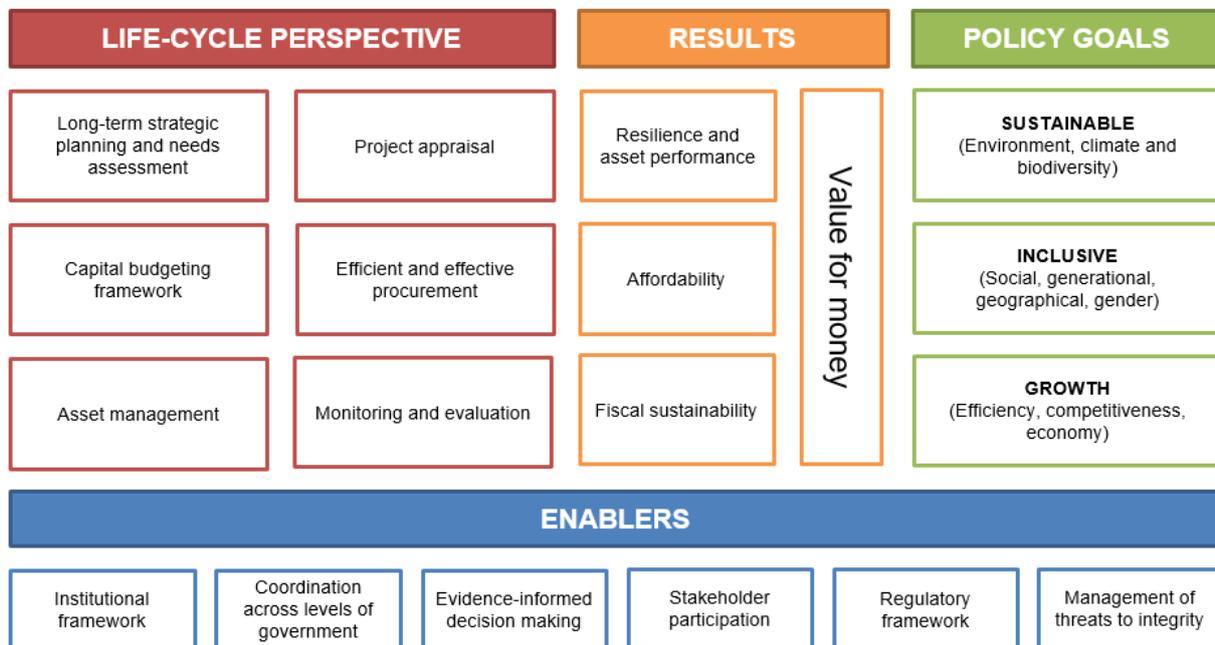 LIFE-CYCLE PERSPECTIVE
RESULTS
POLICY GOALS
Long-term strategic
planning and needs
assessment
Project appraisal
Capital budgeting
framework
Efficient and effective
procurement
Asset management
Monitoring and evaluation
Resilience and
asset performance
Affordability
Fiscal sustainability
Value for money
SUSTAINABLE
(Environment, climate and
biodiversity)
INCLUSIVE
(Social, generational,
geographical, gender)
GROWTH
(Efficiency, competitiveness,
economy)
ENABLERS
Institutional
framework
Coordination
across levels of
government
Evidence-informed
decision making
Stakeholder
participation
Regulatory
framework
Management of
threats to integrity